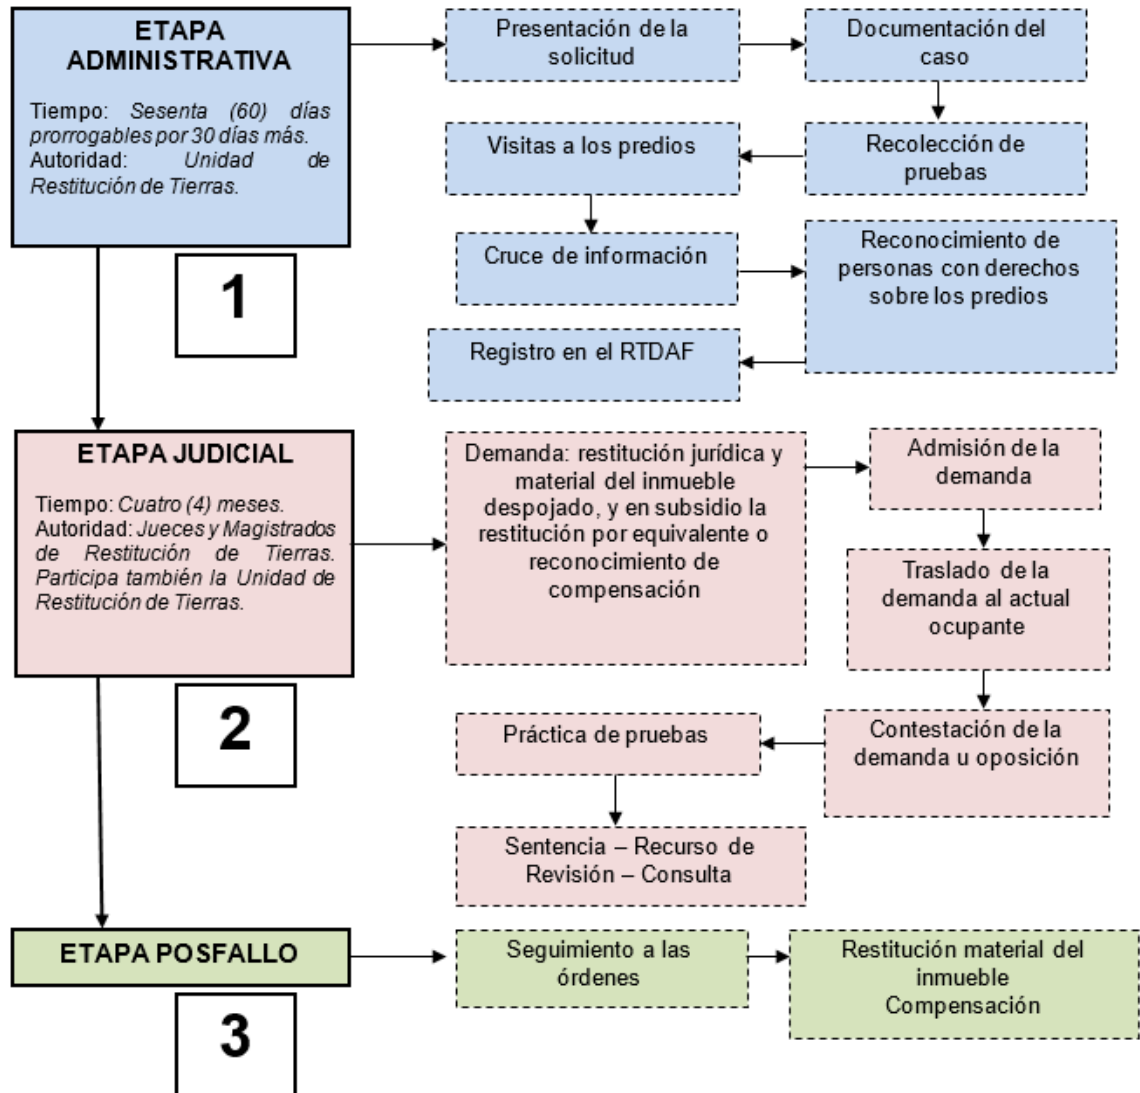 ETAPA
ADMINISTRATIVA
Tiempo: Sesenta (60) días
prorrogables por 30 días más.
Autoridad: Unidad de
Restitución de Tierras.
1
Presentación de la
solicitud
Documentación del
caso
Recolección de
pruebas
Visitas a los predios
Cruce de información
Reconocimiento de
personas con derechos
sobre los predios
Registro en el RTDAF
ETAPA JUDICIAL
Tiempo: Cuatro (4) meses.
Autoridad: Jueces y Magistrados
de Restitución de Tierras.
Participa también la Unidad de
Restitución de Tierras.
2
Demanda: restitución jurídica y
material del inmueble
despojado, y en subsidio la
restitución por equivalente o
reconocimiento de
compensación
Admisión de la
demanda
Traslado de la
demanda al actual
ocupante
Contestación de la
demanda u oposición
Práctica de pruebas
Sentencia – Recurso de
Revisión – Consulta
ETAPA POSFALLO
3
Seguimiento a las
órdenes
Restitución material del
inmueble
Compensación